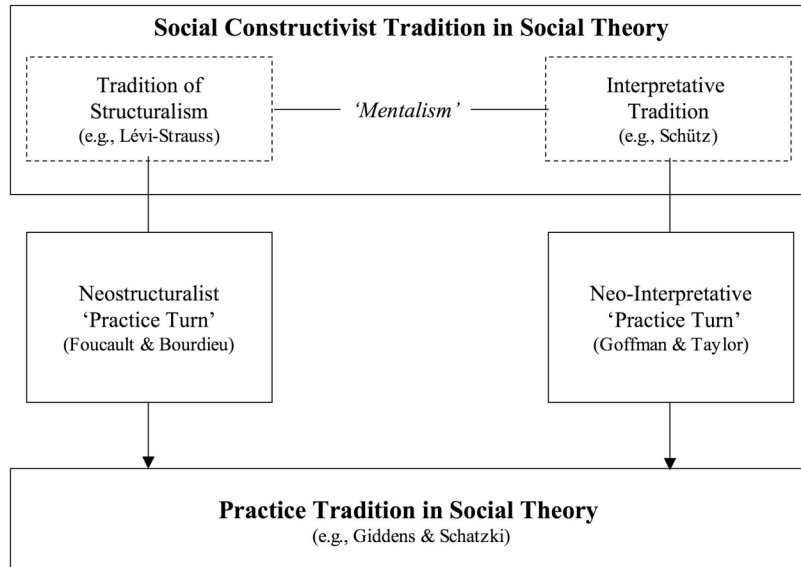 Social Constructivist Tradition in Social Theory
Tradition of
Structuralism
(e.g., Lévi-Strauss)
‘Mentalism’
Interpretative
Tradition
(e.g., Schütz)
Neostructuralist
‘Practice Turn’
(Foucault & Bourdieu)
Neo-Interpretative
‘Practice Turn’
(Goffman & Taylor)
Practice Tradition in Social Theory
(e.g., Giddens & Schatzki)